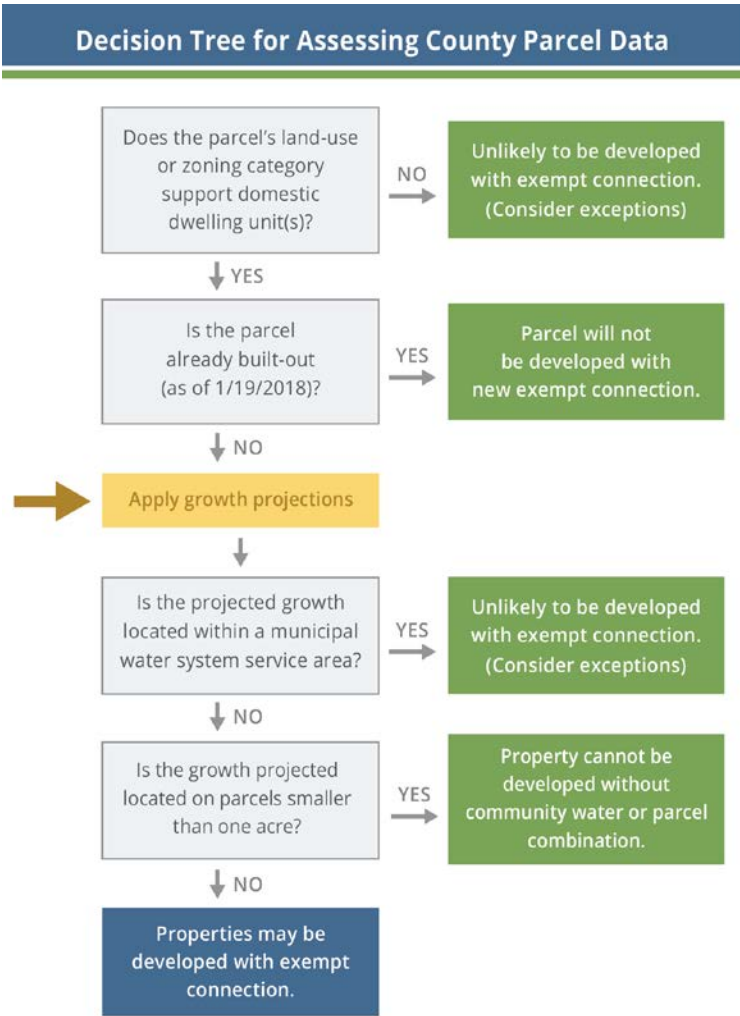 Decision Tree for Assessing County Parcel Data
Does the parcel's land-use
or zoning category
support domestic
dwelling unit(s)?
NO
Unlikely to be developed
with exempt connection.
(Consider exceptions)
YES
Is the parcel
already built-out
(as of 1/19/2018)?
YES
Parcel will not
be developed with
new exempt connection.
NO
Apply growth projections
Is the projected growth
located within a municipal
water system service area?
YES
Unlikely to be developed
with exempt connection.
(Consider exceptions)
NO
Is the growth projected
located on parcels smaller
than one acre?
YES
Property cannot be
developed without
community water or parcel
combination.
NO
Properties may be
developed with exempt
connection.